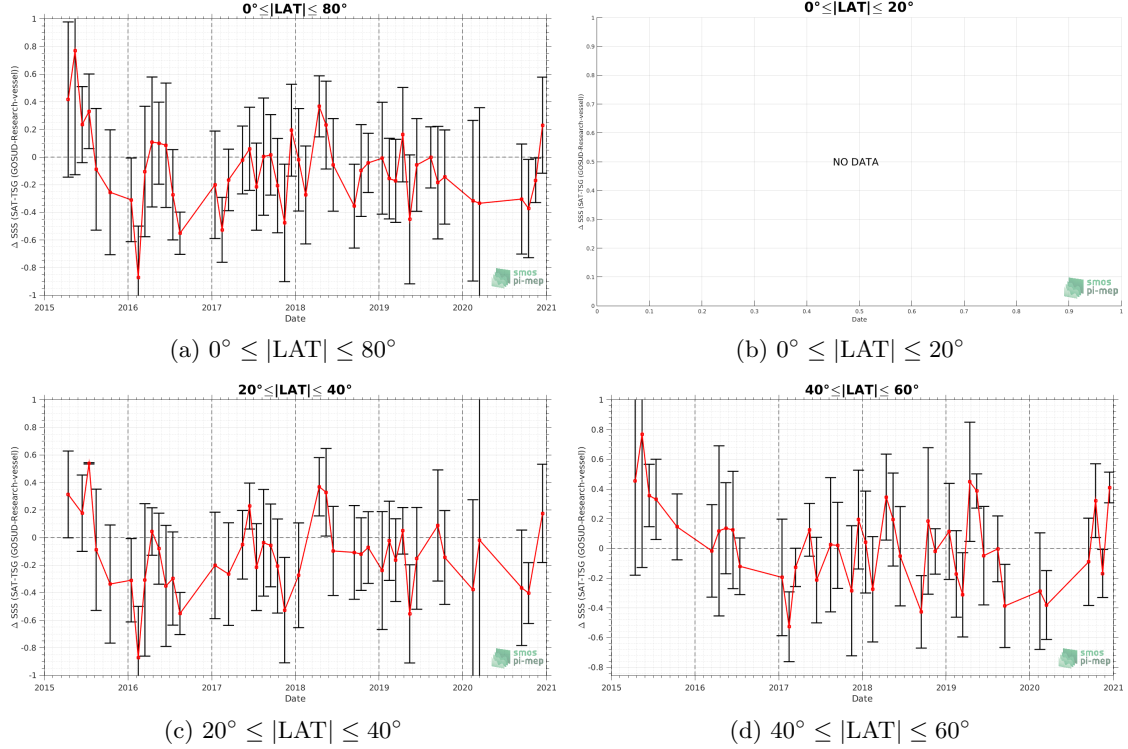 0°≤|LAT|≤ 80°
Δ SSS (SAT-TSG (GOSUD-Research-vessel))
1
0.8
0.6
0.4
0.2
0
-0.2
-0.4
-0.6
-0.8
-1
2015 2016 2017 2018 2019 2020 2021
Date
smos
pi-mep
(a) 0° ≤ |LAT| ≤ 80°
0°≤|LAT|≤ 20°
Δ SSS (SAT-TSG (GOSUD-Research-vessel))
1
0.9
0.8
0.7
0.6
0.5
0.4
0.3
0.2
0.1
0
NO DATA
0 0.1 0.2 0.3 0.4 0.5 0.6 0.7 0.8 0.9 1
Date
smos
pi-mep
(b) 0° ≤ |LAT| ≤ 20°
20°≤|LAT|≤ 40°
Δ SSS (SAT-TSG (GOSUD-Research-vessel))
1
0.8
0.6
0.4
0.2
0
-0.2
-0.4
-0.6
-0.8
-1
2015 2016 2017 2018 2019 2020 2021
Date
smos
pi-mep
(c) 20° ≤ |LAT| ≤ 40°
40°≤|LAT|≤ 60°
Δ SSS (SAT-TSG (GOSUD-Research-vessel))
1
0.8
0.6
0.4
0.2
0
-0.2
-0.4
-0.6
-0.8
2015 2016 2017 2018 2019 2020 2021
Date
smos
pi-mep
(d) 40° ≤ |LAT| ≤ 60°